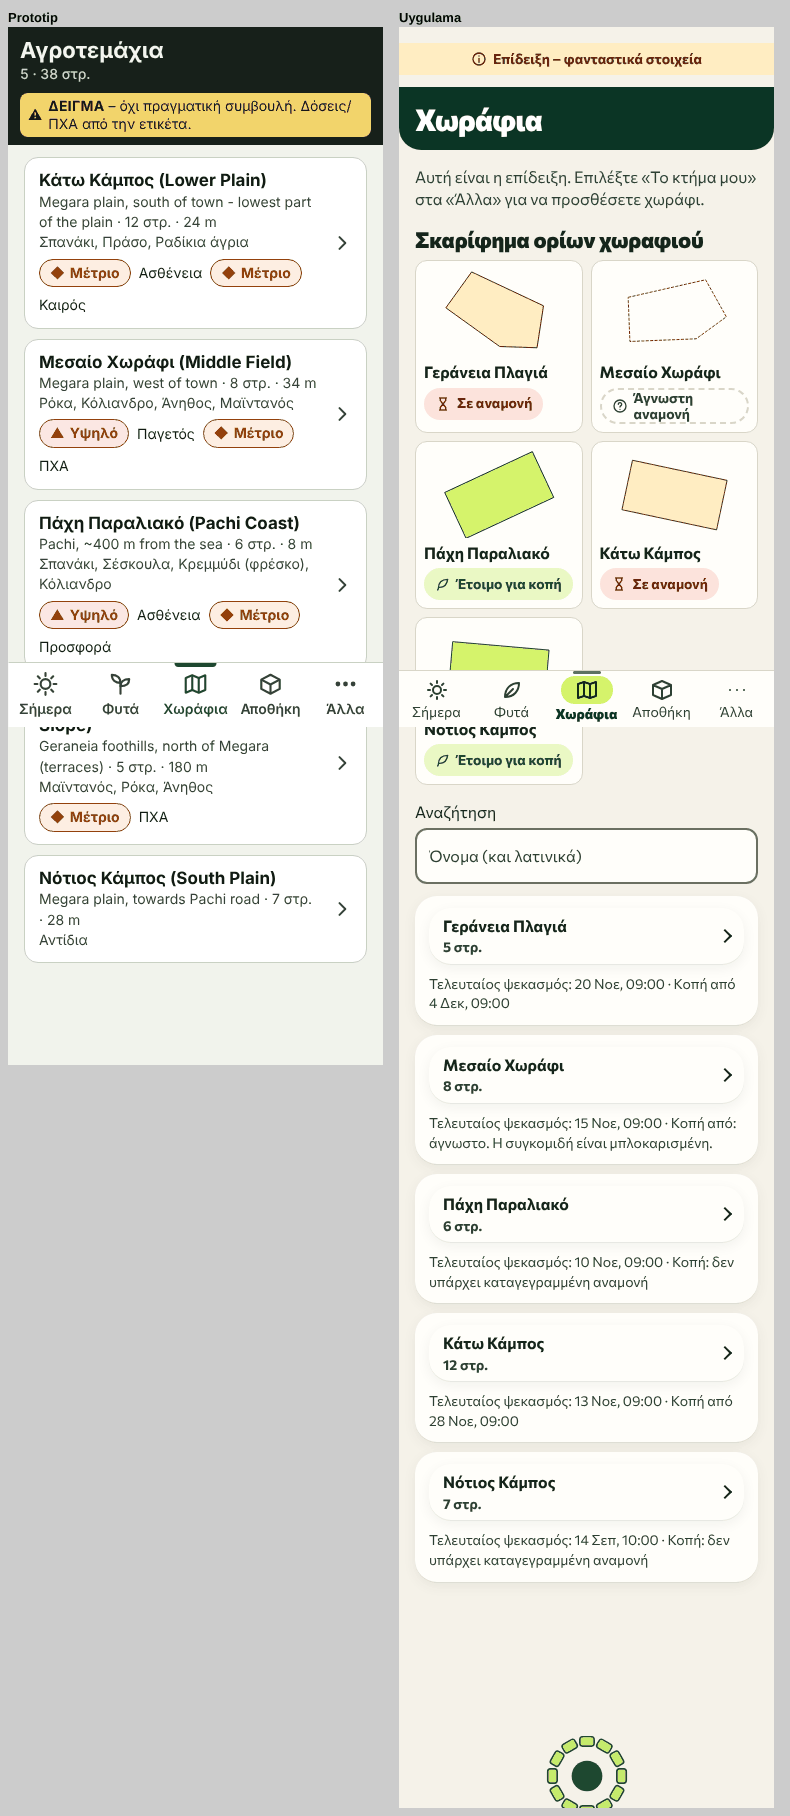 Prototip
Αγροτεμάχια
5 · 38 στρ.
ΔΕΙΓΜΑ – όχι πραγματική συμβουλή. Δόσεις/
ΠΧΑ από την ετικέτα.
Κάτω Κάμπος (Lower Plain)
Megara plain, south of town - lowest part
of the plain · 12 στρ. · 24 m
Σπανάκι, Πράσο, Ραδίκια άγρια
Μέτριο Ασθένεια Μέτριο
Καιρός
Μεσαίο Χωράφι (Middle Field)
Megara plain, west of town · 8 στρ. · 34 m
Ρόκα, Κόλιανδρο, Άνηθος, Μαϊντανός
Υψηλό Παγετός Μέτριο
ΠΧΑ
Πάχη Παραλιακό (Pachi Coast)
Pachi, ~400 m from the sea · 6 στρ. · 8 m
Σπανάκι, Σέσκουλα, Κρεμμύδι (φρέσκο),
Κόλιανδρο
Υψηλό Ασθένεια Μέτριο
Προσφορά
Σήμερα Φυτά Χωράφια Αποθήκη Άλλα
Slope)
Geraneia foothills, north of Megara
(terraces) · 5 στρ. · 180 m
Μαϊντανός, Ρόκα, Άνηθος
Μέτριο ΠΧΑ
Νότιος Κάμπος (South Plain)
Megara plain, towards Pachi road · 7 στρ.
· 28 m
Αντίδια
Uygulama
Επίδειξη – φανταστικά στοιχεία
Χωράφια
Αυτή είναι η επίδειξη. Επιλέξτε «Το κτήμα μου»
στα «Άλλα» για να προσθέσετε χωράφι.
Σκαρίφημα ορίων χωραφιού
Γεράνεια Πλαγιά
Σε αναμονή
Μεσαίο Χωράφι
Άγνωστη
αναμονή
Πάχη Παραλιακό
Έτοιμο για κοπή
Κάτω Κάμπος
Σε αναμονή
Σήμερα Φυτά Χωράφια Αποθήκη Άλλα
Νότιος Κάμπος
Έτοιμο για κοπή
Αναζήτηση
Όνομα (και λατινικά)
Γεράνεια Πλαγιά
5 στρ.
Τελευταίος ψεκασμός: 20 Νοε, 09:00 · Κοπή από
4 Δεκ, 09:00
Μεσαίο Χωράφι
8 στρ.
Τελευταίος ψεκασμός: 15 Νοε, 09:00 · Κοπή από:
άγνωστο. Η συγκομιδή είναι μπλοκαρισμένη.
Πάχη Παραλιακό
6 στρ.
Τελευταίος ψεκασμός: 10 Νοε, 09:00 · Κοπή: δεν
υπάρχει καταγεγραμμένη αναμονή
Κάτω Κάμπος
12 στρ.
Τελευταίος ψεκασμός: 13 Νοε, 09:00 · Κοπή από
28 Νοε, 09:00
Νότιος Κάμπος
7 στρ.
Τελευταίος ψεκασμός: 14 Σεπ, 10:00 · Κοπή: δεν
υπάρχει καταγεγραμμένη αναμονή